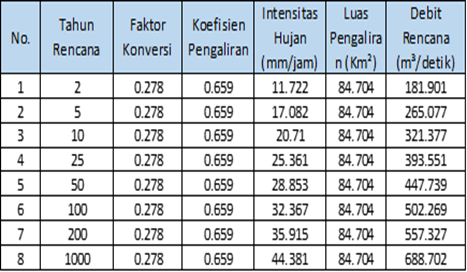 No. Tahun Rencana Faktor Konversi Koefisien Pengaliran Intensitas Hujan (mm/jam) Luas Pengalira n (Km²) Debit Rencana (m³/detik)
1 2 0.278 0.659 11.722 84.704 181.901
2 5 0.278 0.659 17.082 84.704 265.077
3 10 0.278 0.659 20.71 84.704 321.377
4 25 0.278 0.659 25.361 84.704 393.551
5 50 0.278 0.659 28.853 84.704 447.739
6 100 0.278 0.659 32.367 84.704 502.269
7 200 0.278 0.659 35.915 84.704 557.327
8 1000 0.278 0.659 44.381 84.704 688.702